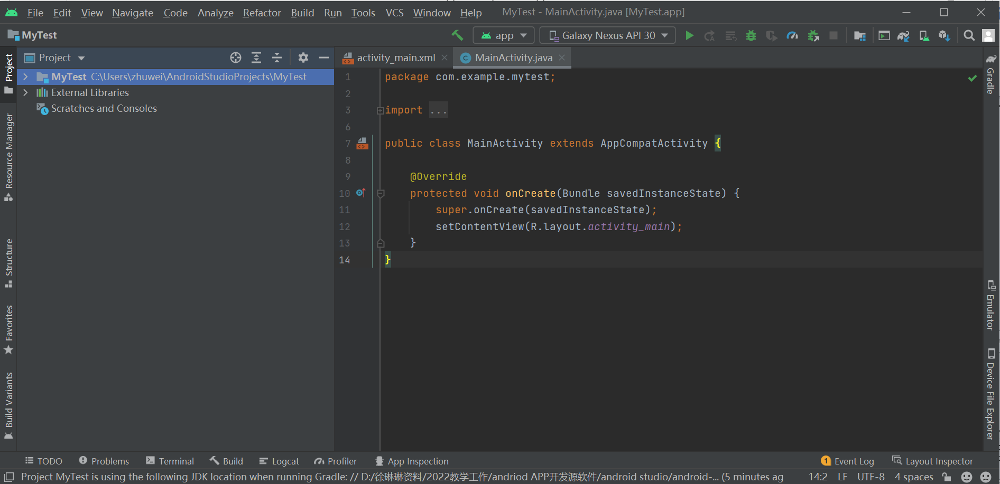 File Edit View Navigate Code Analyze Refactor Build Run Tools VCS Window Help MyTest - MainActivity.java [MyTest.app]
MyTest app Galaxy Nexus API 30
Project
activity_main.xml MainActivity.java
MyTest C:\Users\zhuwei\AndroidStudioProjects\MyTest
External Libraries
Scratches and Consoles
1 package com.example.mytest;
2
3 import ...
6
7 public class MainActivity extends AppCompatActivity {
8
9 @Override
10 protected void onCreate(Bundle savedInstanceState) {
11 super.onCreate(savedInstanceState);
12 setContentView(R.layout.activity_main);
13 }
14 }
Project
Resource Manager
Structure
Favorites
Build Variants
Gradle
Emulator
Device File Explorer
TODO Problems Terminal Build Logcat Profiler App Inspection 1 Event Log Layout Inspector
Project MyTest is using the following JDK location when running Gradle: // D:/徐琳琳资料/2022教学工作/andriod APP开发源软件/android studio/android-... (5 minutes ag 14:2 LF UTF-8 4 spaces